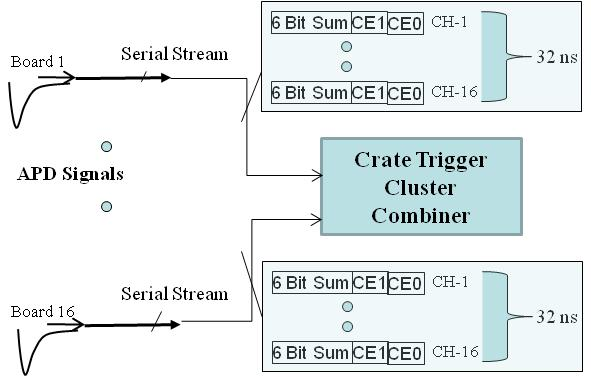 6 Bit Sum CE1 CE0 CH-1
Serial Stream
Board 1
32 ns
6 Bit Sum CE1 CE0 CH-16
APD Signals
Crate Trigger
Cluster
Combiner
6 Bit Sum CE1 CE0 CH-1
Serial Stream
Board 16
32 ns
6 Bit Sum CE1 CE0 CH-16